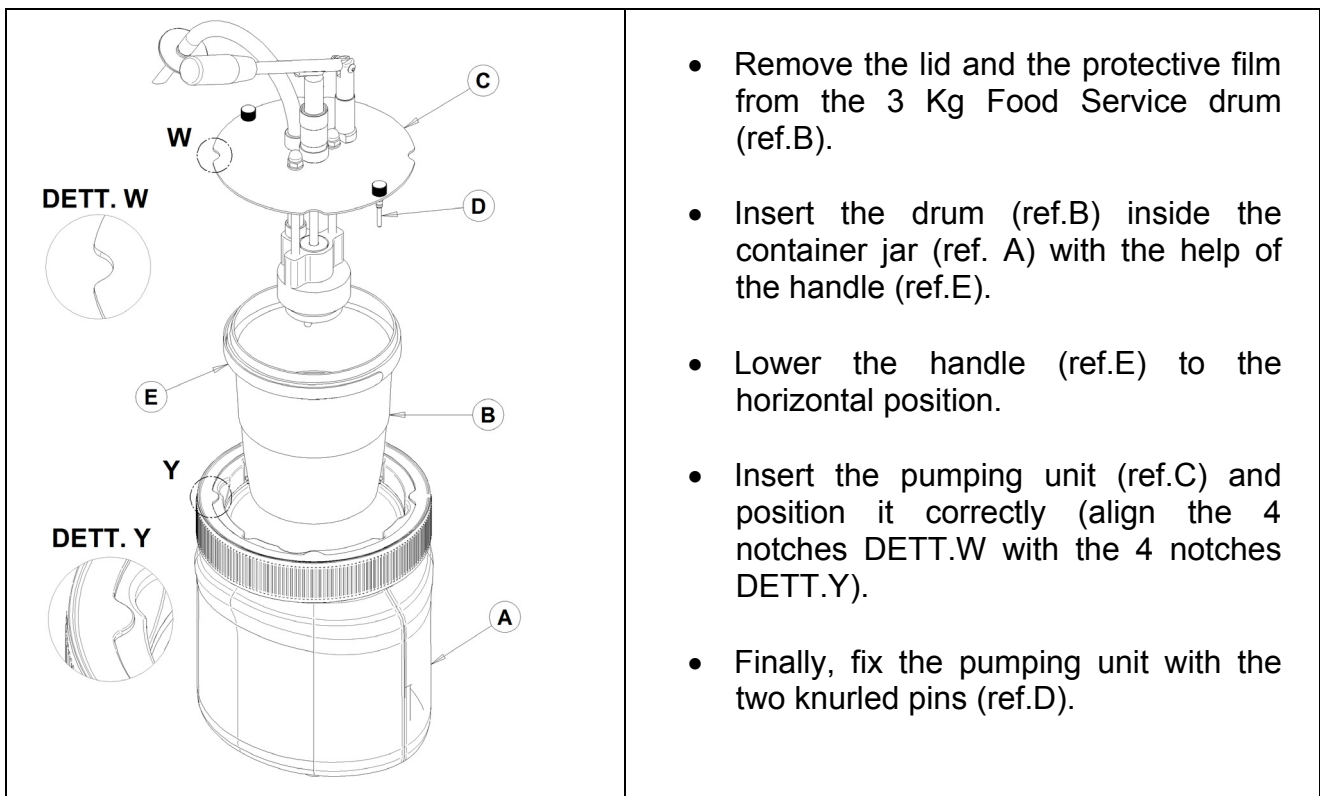 C
W
DETT. W
D
E
B
Y
DETT. Y
A
• Remove the lid and the protective film
from the 3 Kg Food Service drum
(ref.B).
• Insert the drum (ref.B) inside the
container jar (ref. A) with the help of
the handle (ref.E).
• Lower the handle (ref.E) to the
horizontal position.
• Insert the pumping unit (ref.C) and
position it correctly (align the 4
notches DETT.W with the 4 notches
DETT.Y).
• Finally, fix the pumping unit with the
two knurled pins (ref.D).